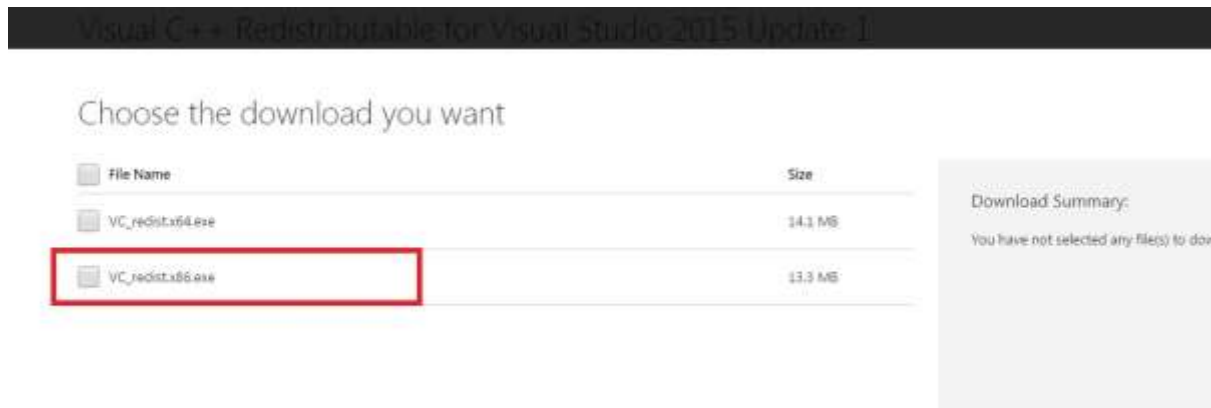 Visual C++ Redistributable for Visual Studio 2015 Update 1
Choose the download you want
File Name Size
VC_redist.x64.exe 14.1 MB
VC_redist.x86.exe 13.3 MB
Download Summary:
You have not selected any file(s) to dow